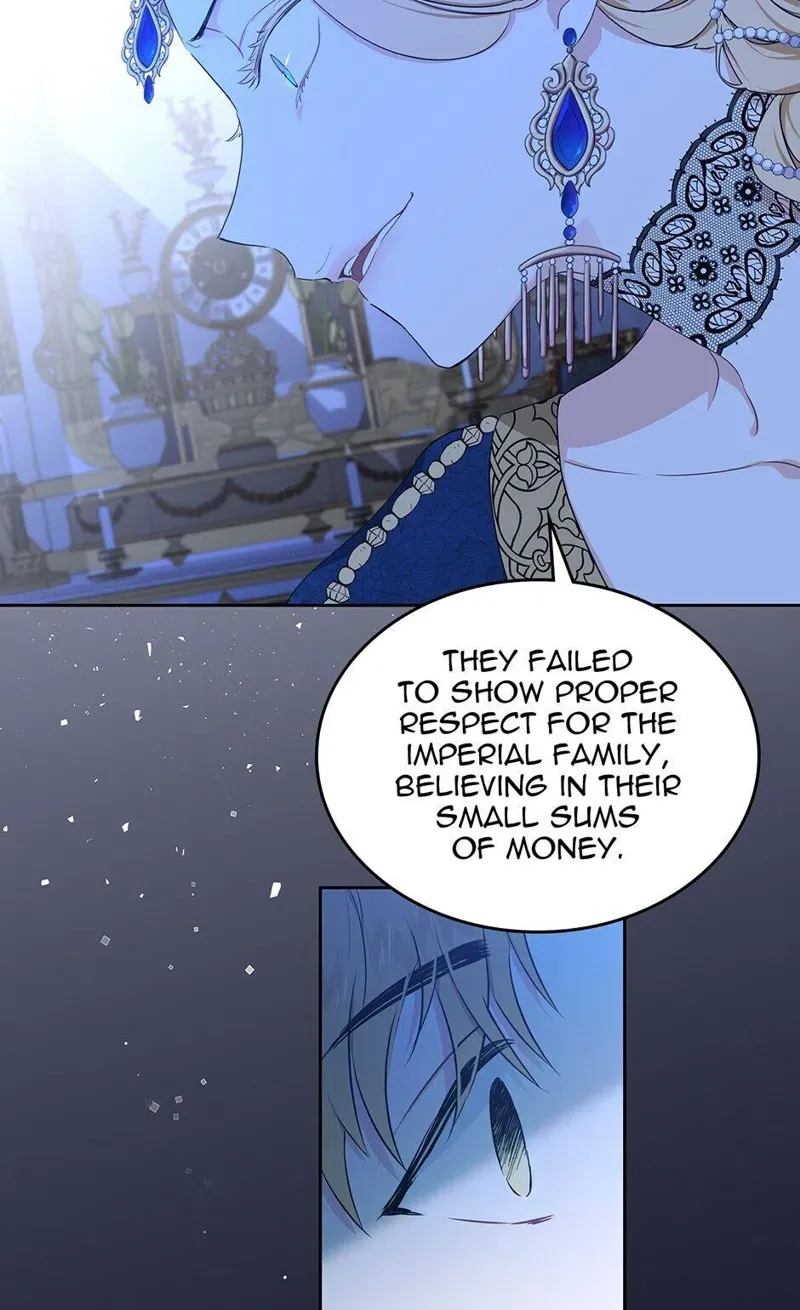 THEY FAILED
TO SHOW PROPER
RESPECT FOR THE
IMPERIAL FAMILY,
BELIEVING IN THEIR
SMALL SUMS
OF MONEY.